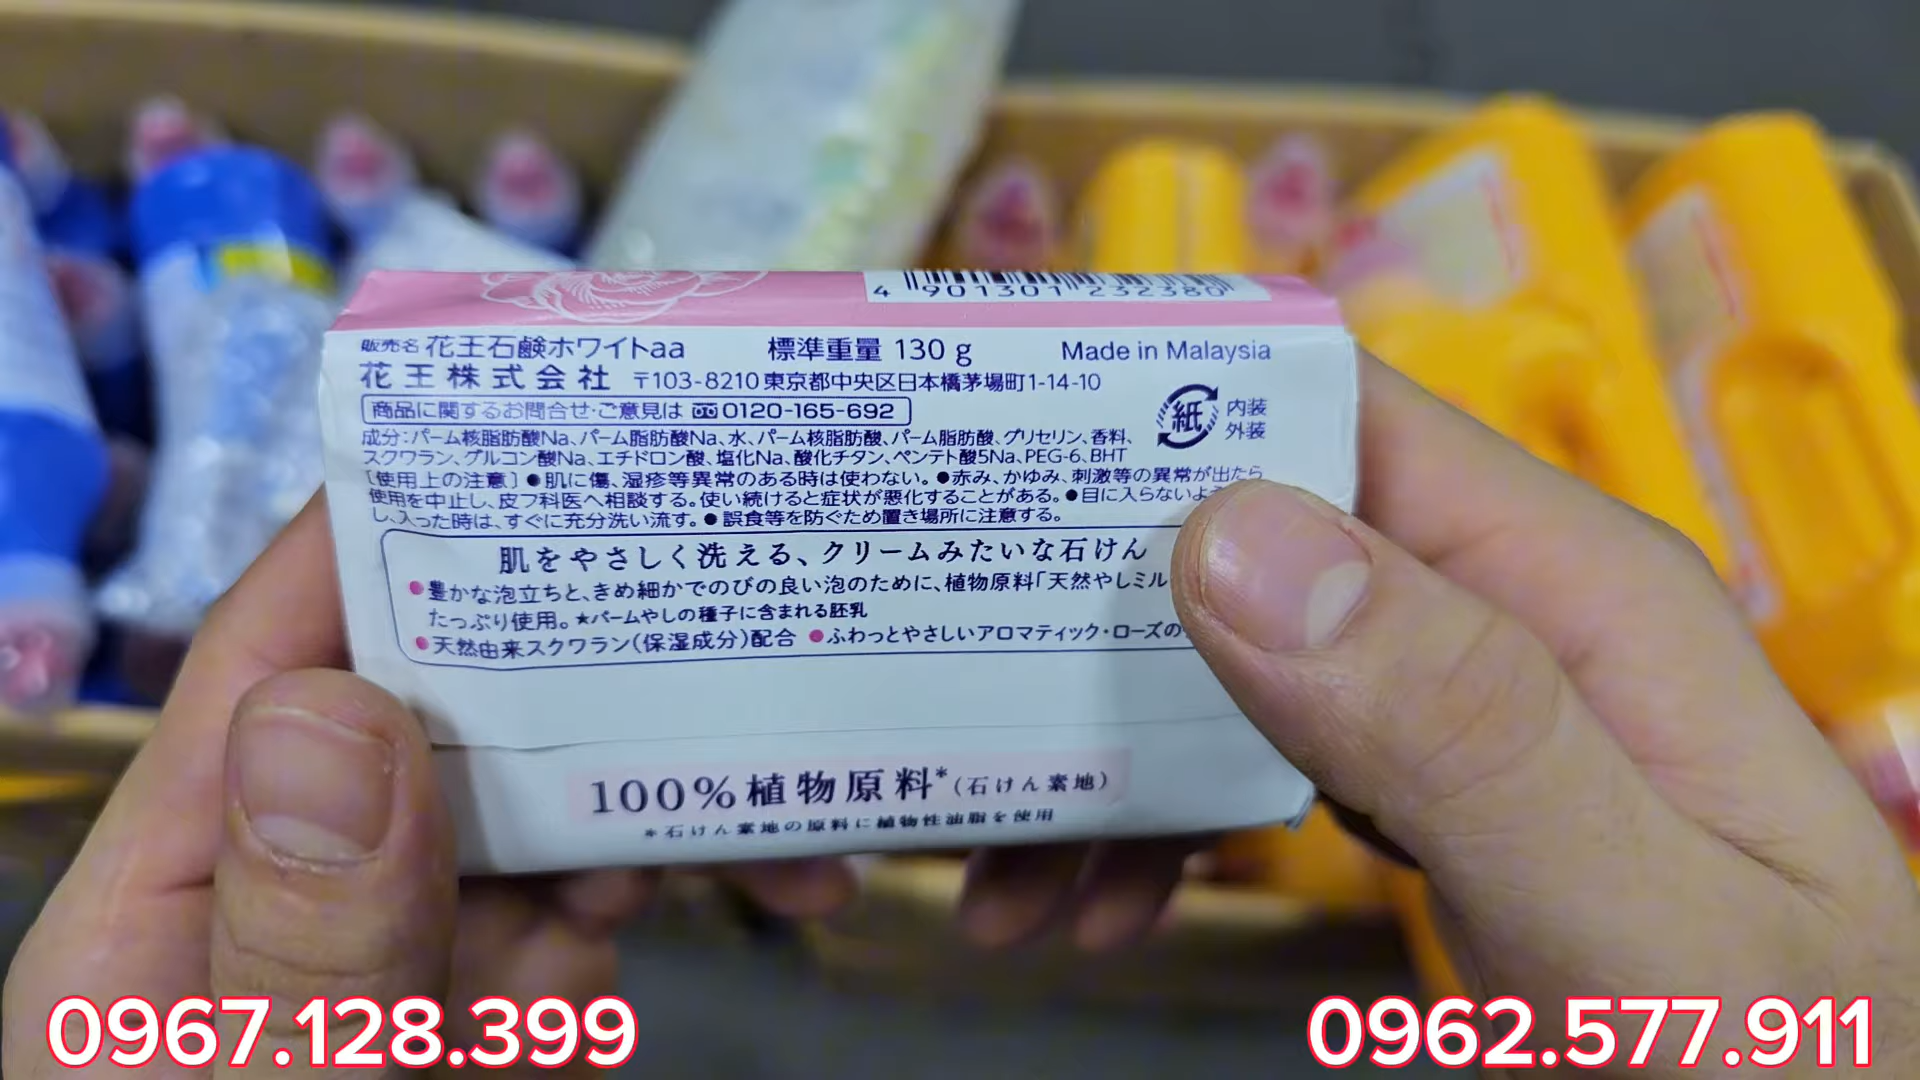 4 901301 232380
販売名 花王石鹸ホワイトaa 標準重量 130 g Made in Malaysia
花王株式会社 〒103-8210 東京都中央区日本橋茅場町1-14-10
商品に関するお問合せ・ご意見は 0120-165-692
紙 内装
外装
成分:パーム核脂肪酸Na、パーム脂肪酸Na、水、パーム核脂肪酸、パーム脂肪酸、グリセリン、香料、
スクワラン、グルコン酸Na、エチドロン酸、塩化Na、酸化チタン、ペンテト酸5Na、PEG-6、BHT
〔使用上の注意〕●肌に傷、湿疹等異常のある時は使わない。●赤み、かゆみ、刺激等の異常が出たら
使用を中止し、皮フ科医へ相談する。使い続けると症状が悪化することがある。●目に入らないよ
し、入った時は、すぐに充分洗い流す。●誤食等を防ぐため置き場所に注意する。
肌をやさしく洗える、クリームみたいな石けん
●豊かな泡立ちと、きめ細かでのびの良い泡のために、植物原料「天然やしミル
たっぷり使用。★パームやしの種子に含まれる胚乳
●天然由来スクワラン(保湿成分)配合 ●ふわっとやさしいアロマティック・ローズの
100%植物原料*(石けん素地)
*石けん素地の原料に植物性油脂を使用
0967.128.399 0962.577.911